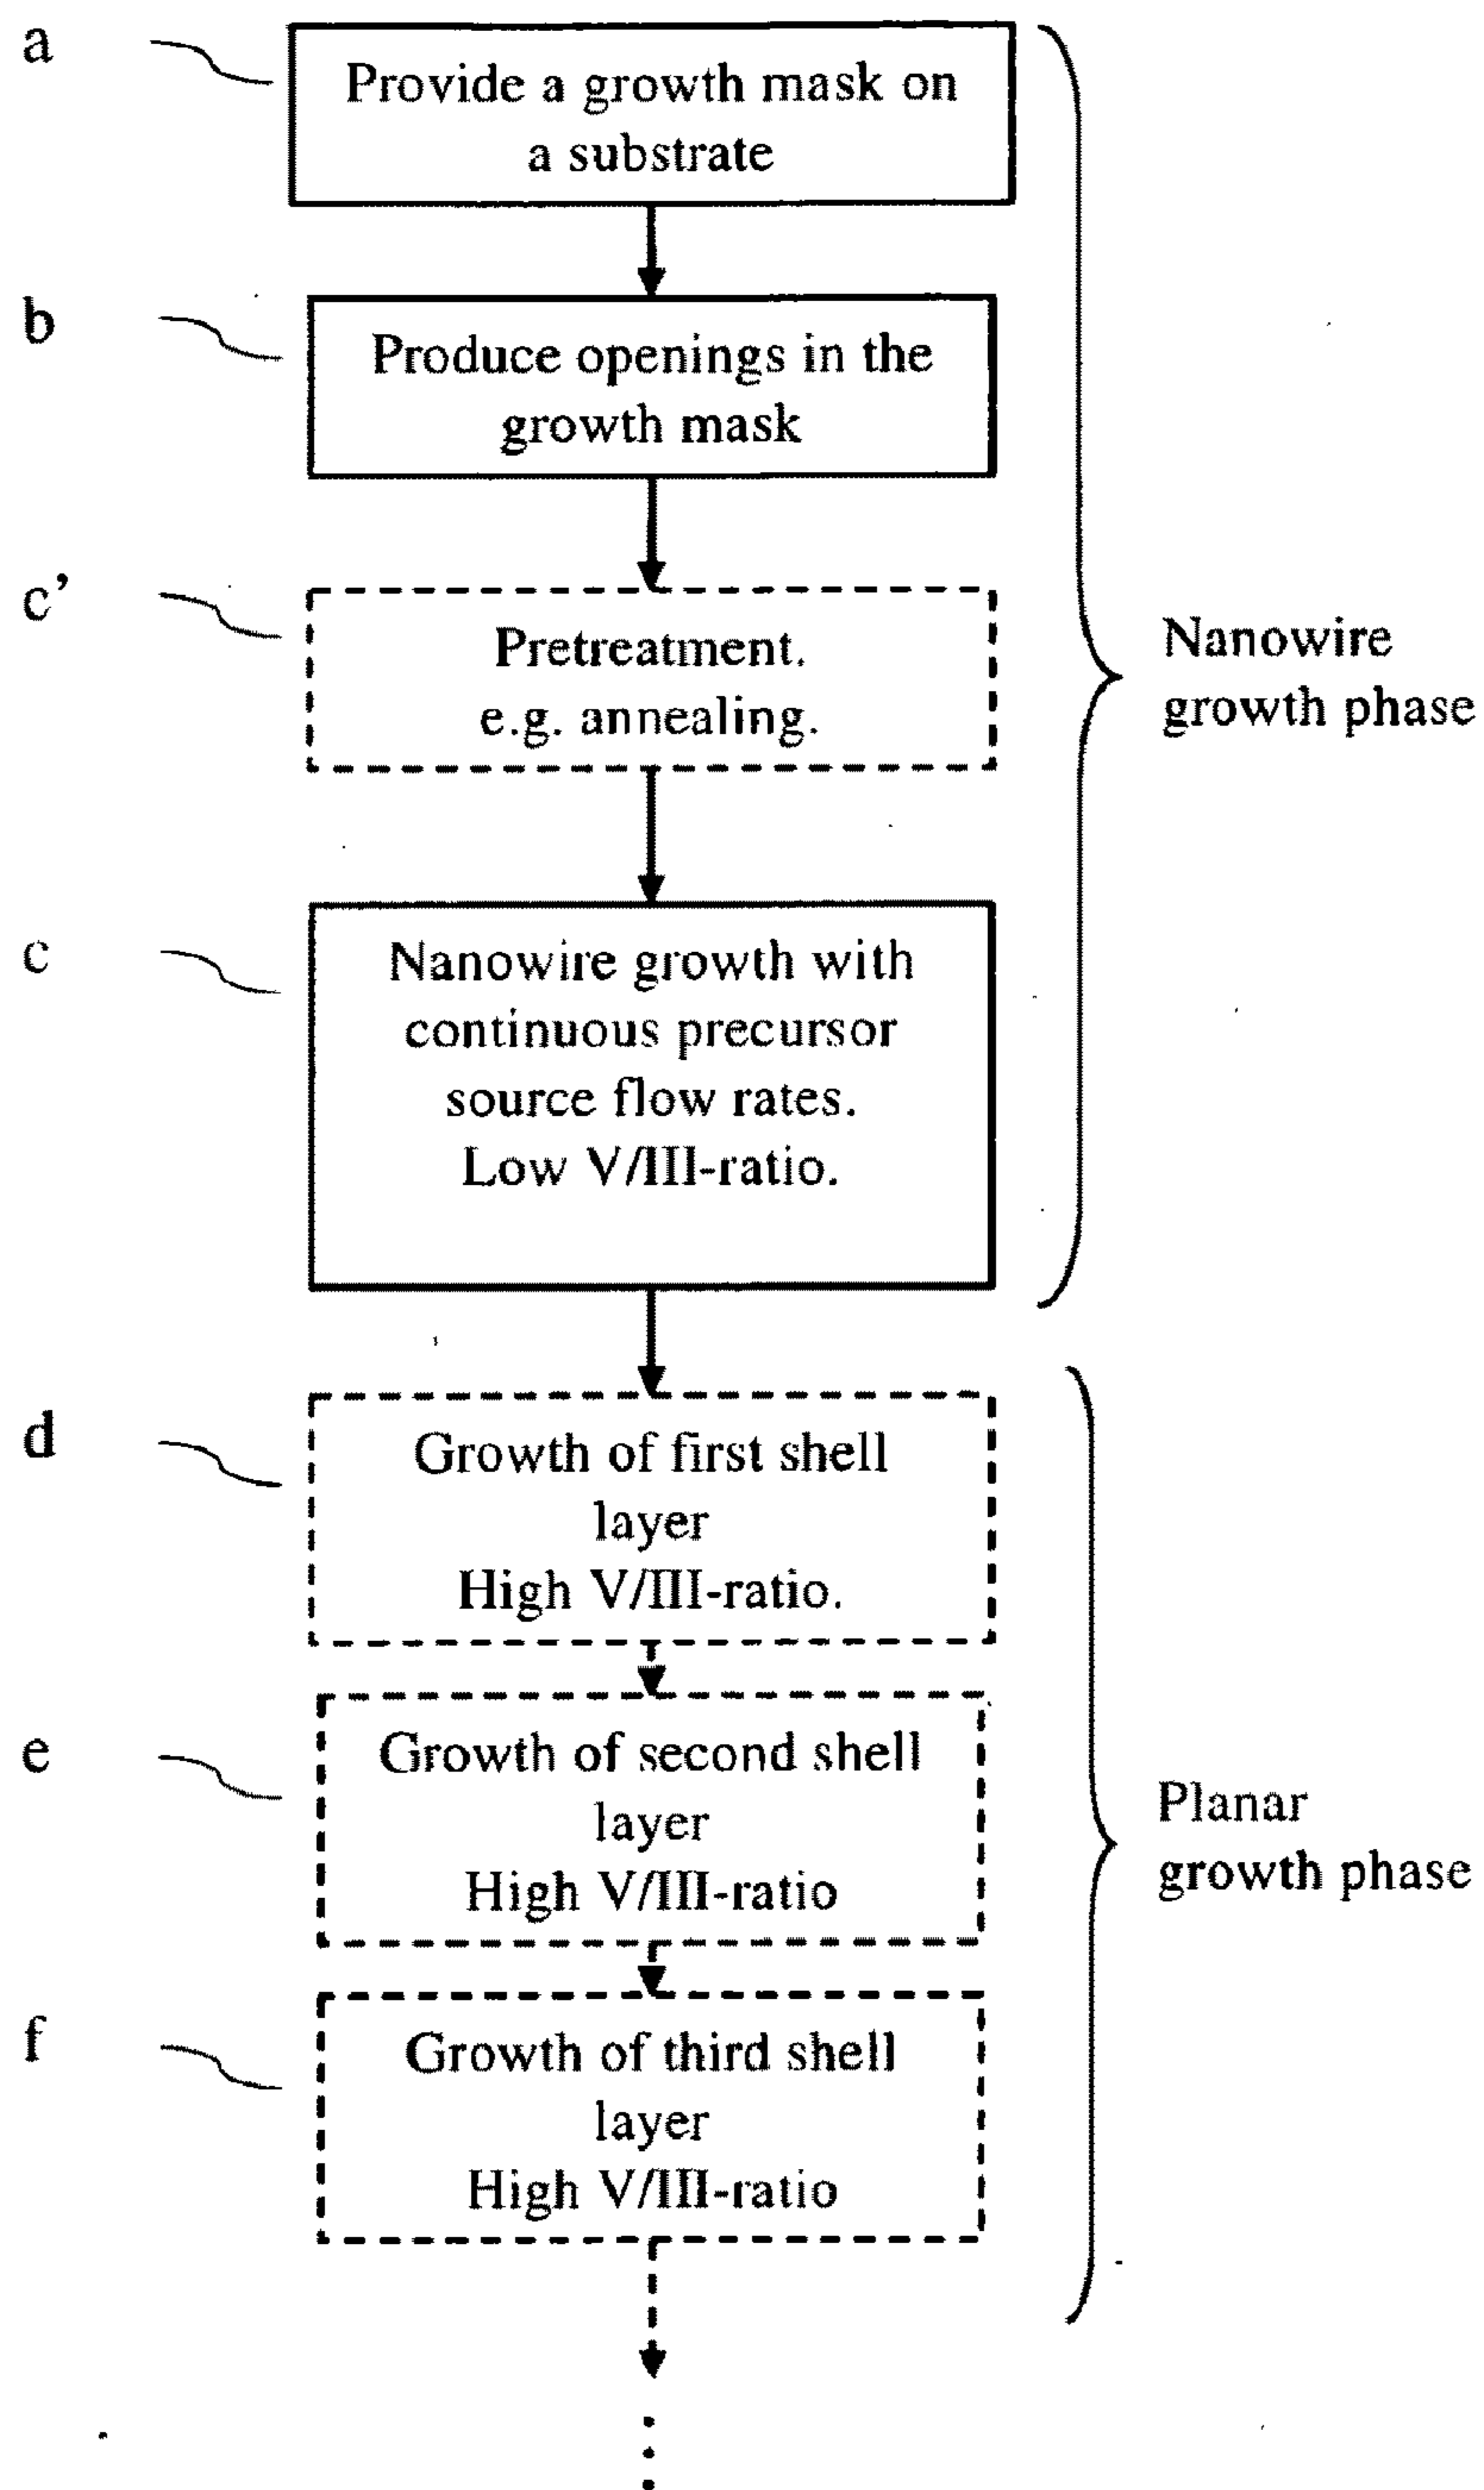 a
Provide a growth mask on
a substrate
b
Produce openings in the
growth mask
c’
Pretreatment.
e.g. annealing.
Nanowire
growth phase
c
Nanowire growth with
continuous precursor
source flow rates.
Low V/III-ratio.
d
Growth of first shell
layer
High V/III-ratio.
e
Growth of second shell
layer
High V/III-ratio
Planar
growth phase
f
Growth of third shell
layer
High V/III-ratio